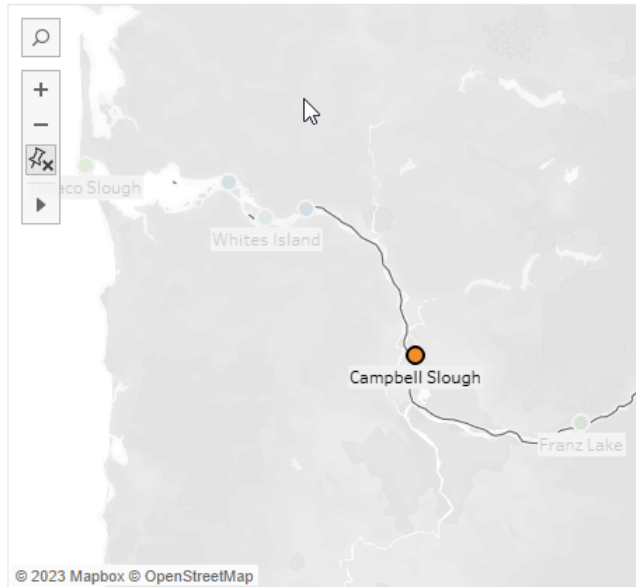 aco Slough
Whites Island
Campbell Slough
Franz Lake
© 2023 Mapbox © OpenStreetMap